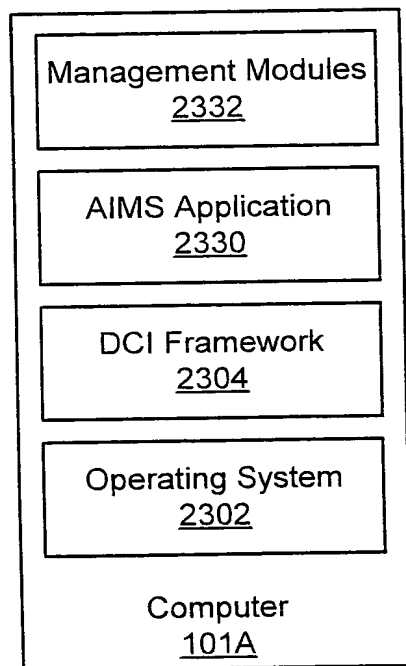 Management Modules
2332
AIMS Application
2330
DCI Framework
2304
Operating System
2302
Computer
101A